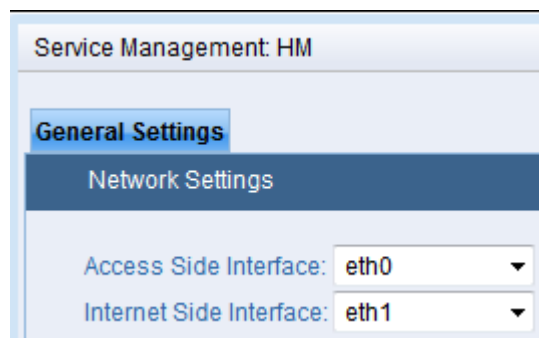 Service Management: HM
General Settings
Network Settings
Access Side Interface: eth0
Internet Side Interface: eth1